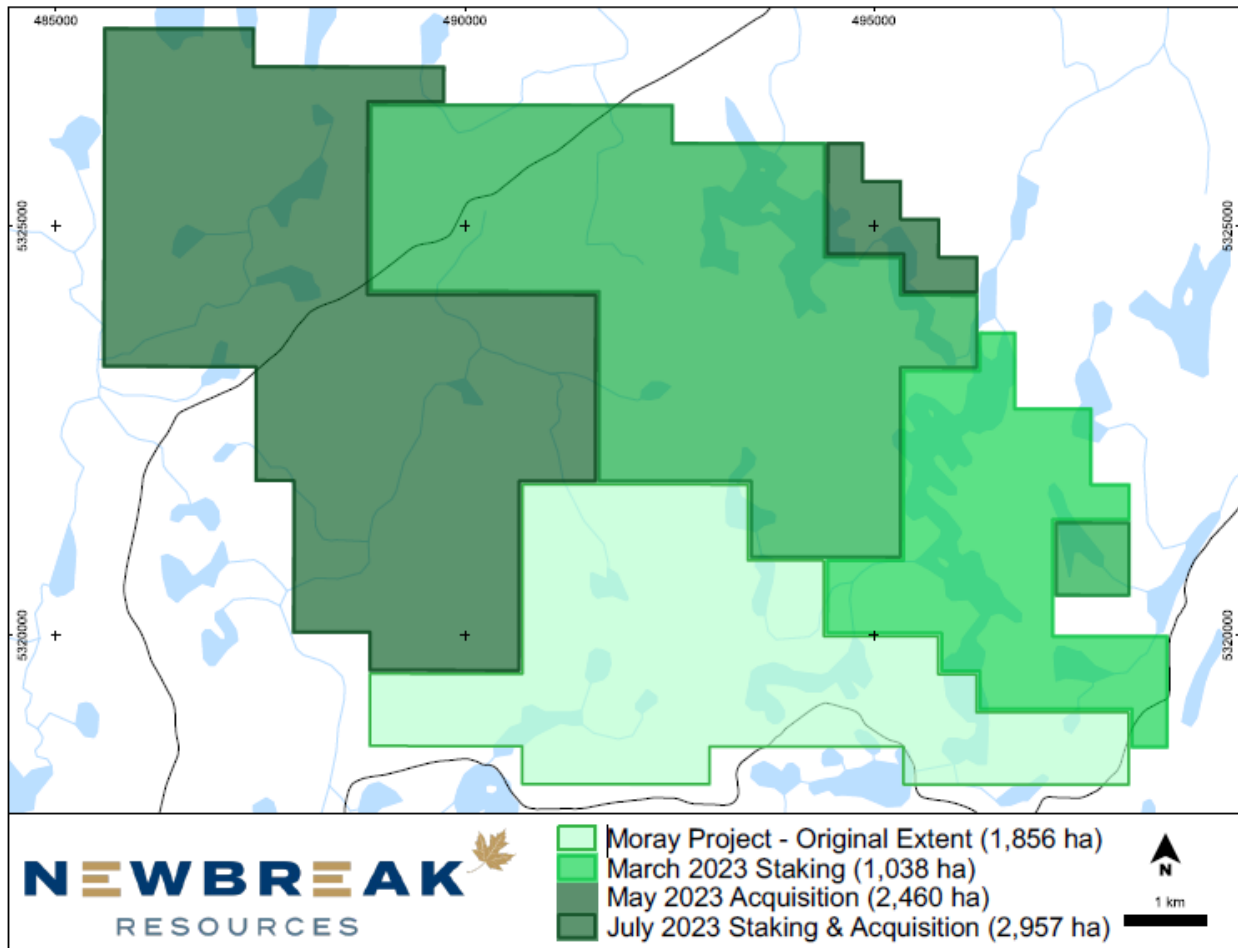 485000 490000 495000
5325000 5325000
5320000 5320000
NEWBREAK
RESOURCES
Moray Project - Original Extent (1,856 ha)
March 2023 Staking (1,038 ha)
May 2023 Acquisition (2,460 ha)
July 2023 Staking & Acquisition (2,957 ha)
N
1 km